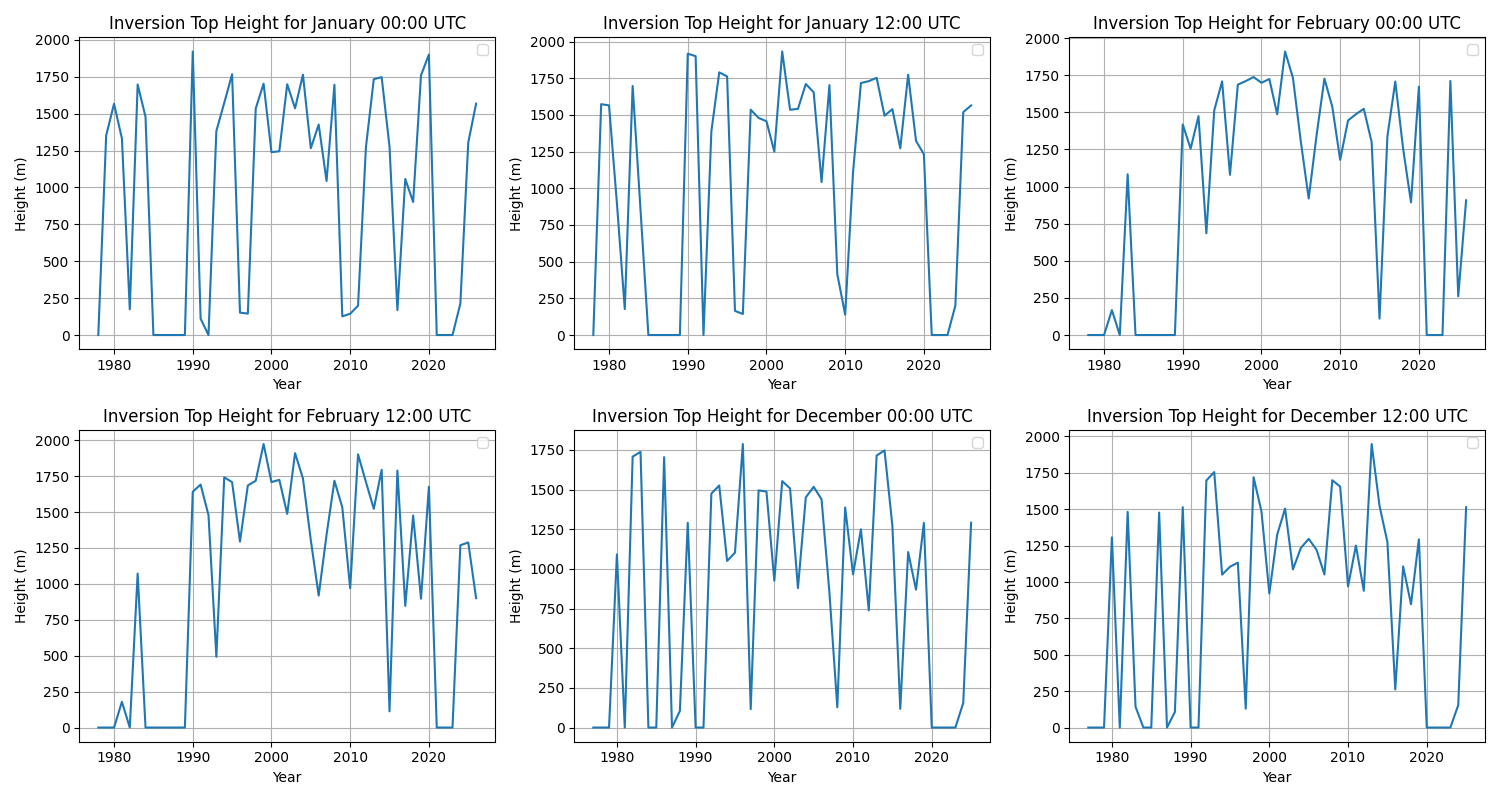 Inversion Top Height for January 00:00 UTC
Height (m)
2000
1750
1500
1250
1000
750
500
250
0
1980 1990 2000 2010 2020
Year
Inversion Top Height for January 12:00 UTC
Height (m)
2000
1750
1500
1250
1000
750
500
250
0
1980 1990 2000 2010 2020
Year
Inversion Top Height for February 00:00 UTC
Height (m)
2000
1750
1500
1250
1000
750
500
250
0
1980 1990 2000 2010 2020
Year
Inversion Top Height for February 12:00 UTC
Height (m)
2000
1750
1500
1250
1000
750
500
250
0
1980 1990 2000 2010 2020
Year
Inversion Top Height for December 00:00 UTC
Height (m)
1750
1500
1250
1000
750
500
250
0
1980 1990 2000 2010 2020
Year
Inversion Top Height for December 12:00 UTC
Height (m)
2000
1750
1500
1250
1000
750
500
250
0
1980 1990 2000 2010 2020
Year